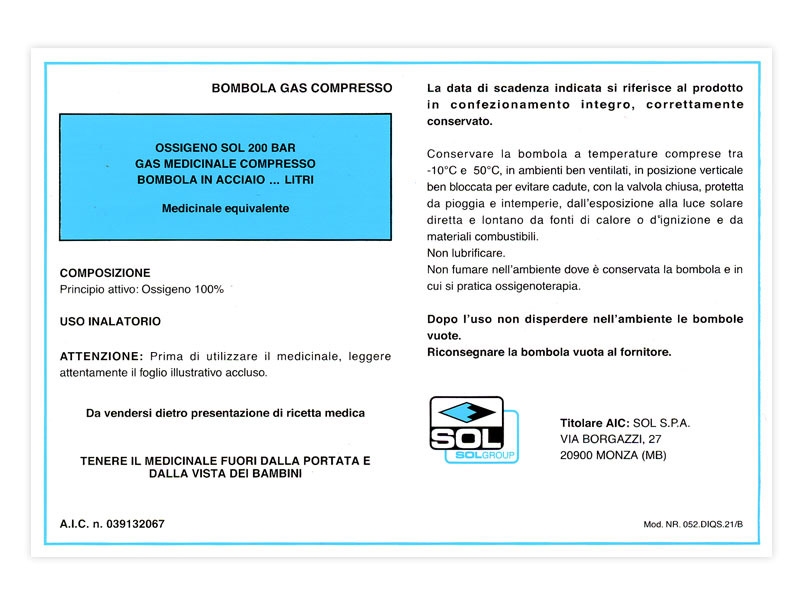 BOMBOLA GAS COMPRESSO
OSSIGENO SOL 200 BAR
GAS MEDICINALE COMPRESSO
BOMBOLA IN ACCIAIO ... LITRI
Medicinale equivalente
COMPOSIZIONE
Principio attivo: Ossigeno 100%
USO INALATORIO
ATTENZIONE: Prima di utilizzare il medicinale, leggere
attentamente il foglio illustrativo accluso.
Da vendersi dietro presentazione di ricetta medica
TENERE IL MEDICINALE FUORI DALLA PORTATA E
DALLA VISTA DEI BAMBINI
A.I.C. n. 039132067
La data di scadenza indicata si riferisce al prodotto
in confezionamento integro, correttamente
conservato.
Conservare la bombola a temperature comprese tra
-10°C e 50°C, in ambienti ben ventilati, in posizione verticale
ben bloccata per evitare cadute, con la valvola chiusa, protetta
da pioggia e intemperie, dall'esposizione alla luce solare
diretta e lontano da fonti di calore o d'ignizione e da
materiali combustibili.
Non lubrificare.
Non fumare nell'ambiente dove è conservata la bombola e in
cui si pratica ossigenoterapia.
Dopo l'uso non disperdere nell'ambiente le bombole
vuote.
Riconsegnare la bombola vuota al fornitore.
SOL
SOLGROUP
Titolare AIC: SOL S.P.A.
VIA BORGAZZI, 27
20900 MONZA (MB)
Mod. NR. 052.DIQS.21/B